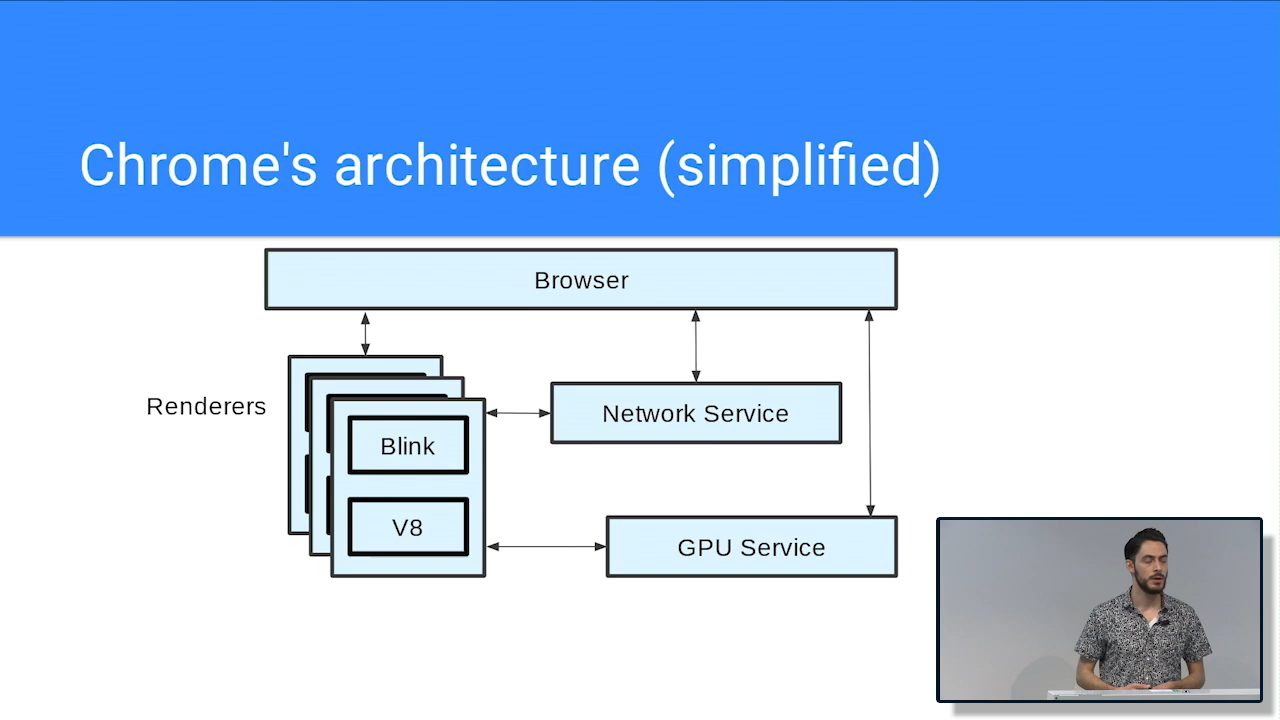 Chrome's architecture (simplified)
Browser
Renderers
Blink
V8
Network Service
GPU Service